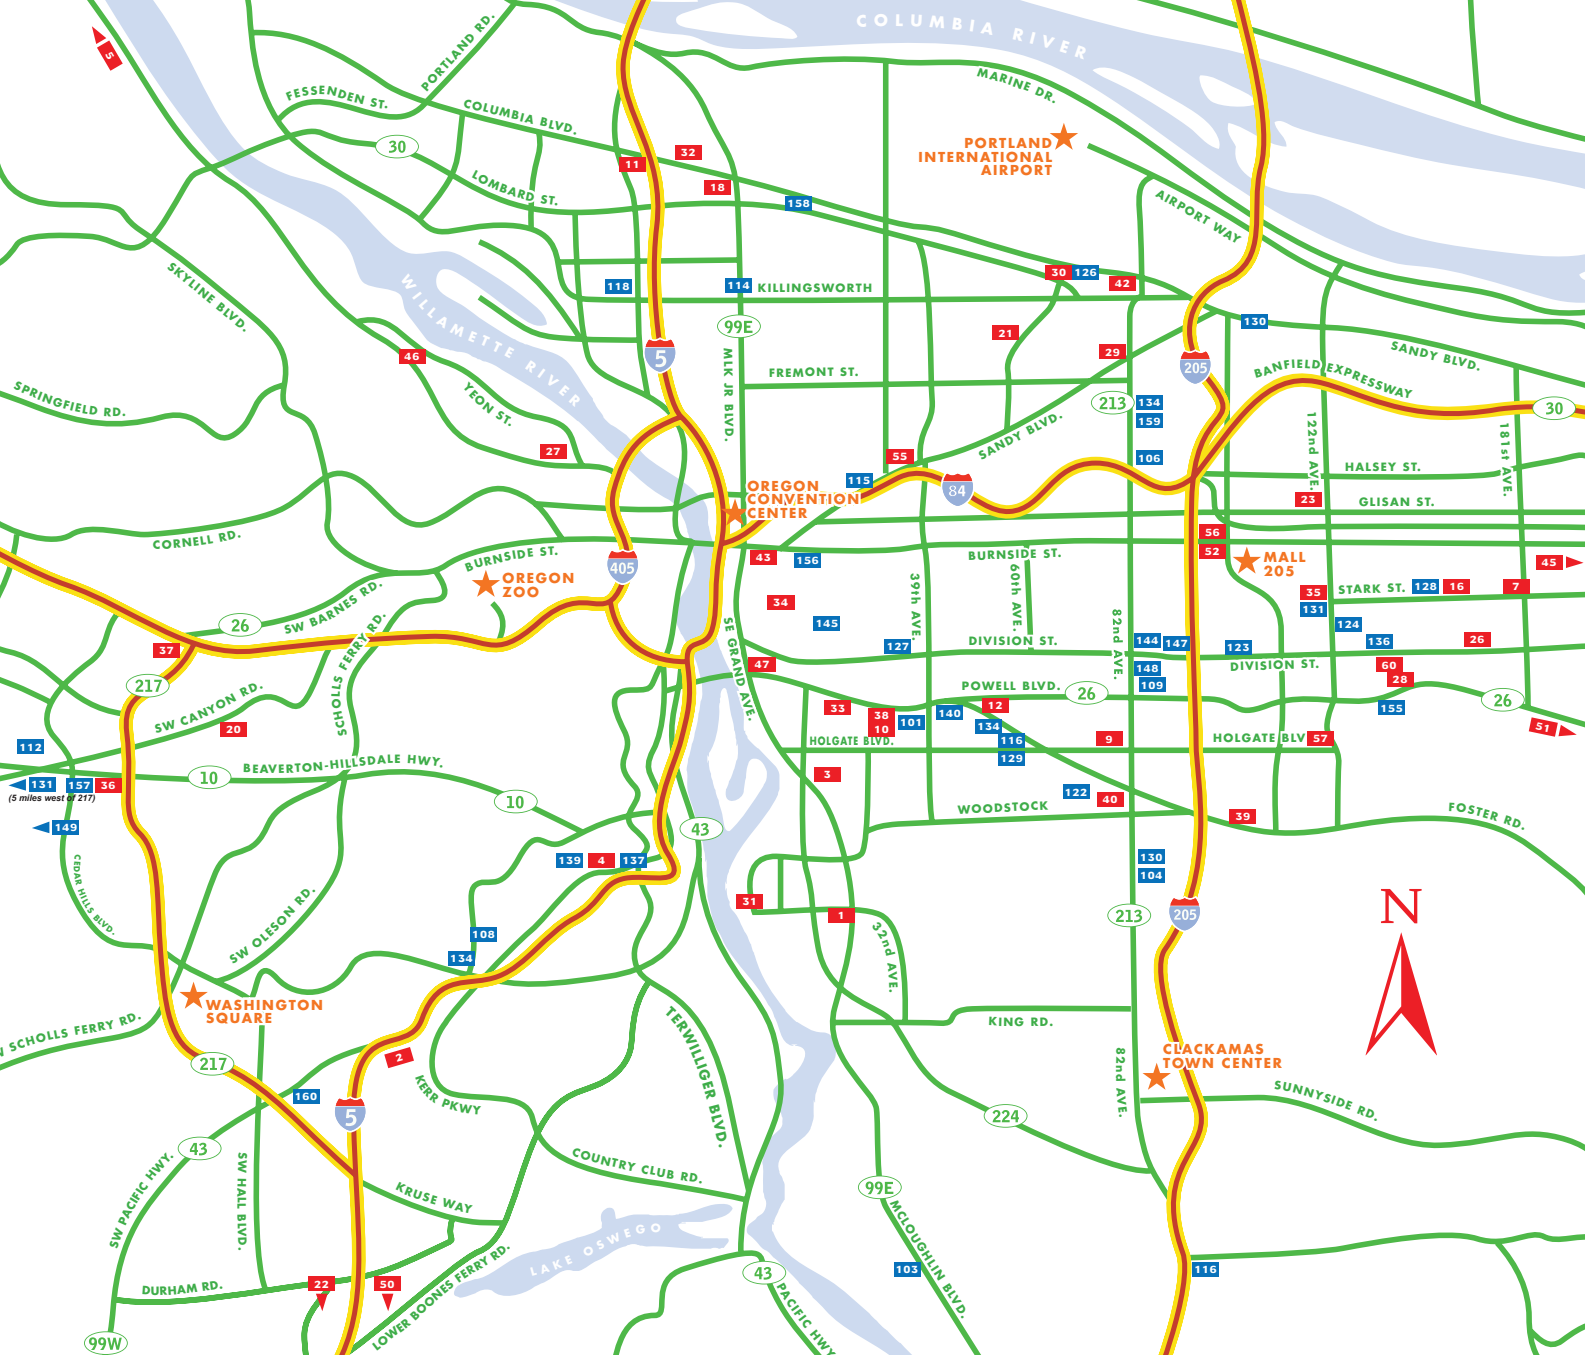 COLUMBIA RIVER
PORTLAND RD.
5
FESSENDEN ST.
COLUMBIA BLVD.
MARINE DR.
30
32
11
18
158
LOMBARD ST.
PORTLAND
INTERNATIONAL
AIRPORT
AIRPORT WAY
SKYLINE BLVD.
WILLAMETTE RIVER
118
114
KILLINGSWORTH
30
126
42
99E
21
130
46
5
MLK JR BLVD.
FREMONT ST.
29
205
SANDY BLVD.
BANFIELD EXPRESSWAY
SPRINGFIELD RD.
YEON ST.
213
134
159
30
SANDY BLVD.
122nd AVE.
181st AVE.
27
55
106
HALSEY ST.
115
84
OREGON
CONVENTION
CENTER
23
GLISAN ST.
CORNELL RD.
BURNSIDE ST.
405
43
156
BURNSIDE ST.
56
52
MALL
205
45
OREGON
ZOO
39th AVE.
60th AVE.
35
STARK ST.
128
16
7
131
SW BARNES RD.
26
34
145
82nd AVE.
124
SCHOLLS FERRY RD.
SE GRAND AVE.
127
DIVISION ST.
144
147
123
136
26
37
47
148
DIVISION ST.
60
28
217
109
POWELL BLVD.
26
26
SW CANYON RD.
20
33
38
10
101
140
12
134
155
51
112
HOLGATE BLVD.
116
129
9
HOLGATE BLV
57
131
157
36
(5 miles west of 217)
10
BEAVERTON-HILLSDALE HWY.
3
149
10
122
40
WOODSTOCK
39
FOSTER RD.
43
CEDAR HILLS BLVD.
139
4
137
130
104
SW OLESON RD.
31
1
213
205
N
108
134
32nd AVE.
WASHINGTON
SQUARE
W SCHOLLS FERRY RD.
TERWILLIGER BLVD.
KING RD.
217
2
82nd AVE.
CLACKAMAS
TOWN CENTER
160
5
KERR PKWY
224
SUNNYSIDE RD.
43
SW PACIFIC HWY.
SW HALL BLVD.
COUNTRY CLUB RD.
KRUSE WAY
99E
MCLOUGHLIN BLVD.
LAKE OSWEGO
DURHAM RD.
22
50
LOWER BOONES FERRY RD.
43
PACIFIC HWY
103
116
99W